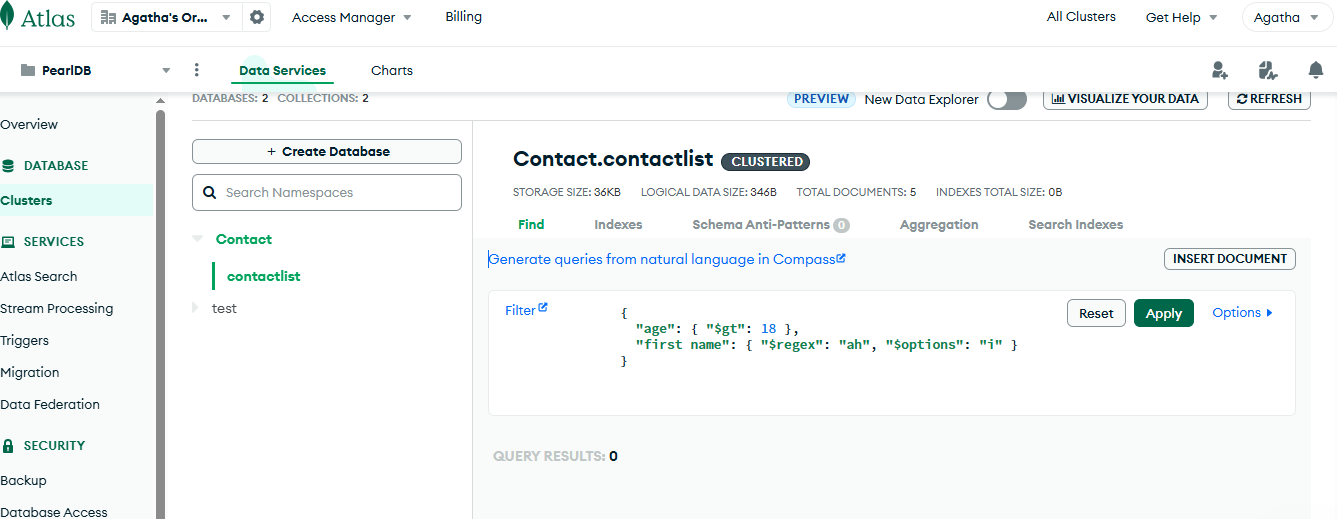 Atlas
Agatha's Or...
Access Manager
Billing
All Clusters
Get Help
Agatha
PearlDB
Data Services
Charts
DATABASES: 2 COLLECTIONS: 2
PREVIEW New Data Explorer
VISUALIZE YOUR DATA
REFRESH
Overview
DATABASE
Clusters
SERVICES
Atlas Search
Stream Processing
Triggers
Migration
Data Federation
SECURITY
Backup
Database Access
+ Create Database
Search Namespaces
Contact
contactlist
test
Contact.contactlist CLUSTERED
STORAGE SIZE: 36KB LOGICAL DATA SIZE: 346B TOTAL DOCUMENTS: 5 INDEXES TOTAL SIZE: 0B
Find Indexes Schema Anti-Patterns 0 Aggregation Search Indexes
Generate queries from natural language in Compass
INSERT DOCUMENT
Filter
{
"age": { "$gt": 18 },
"first name": { "$regex": "ah", "$options": "i" }
}
Reset
Apply
Options
QUERY RESULTS: 0